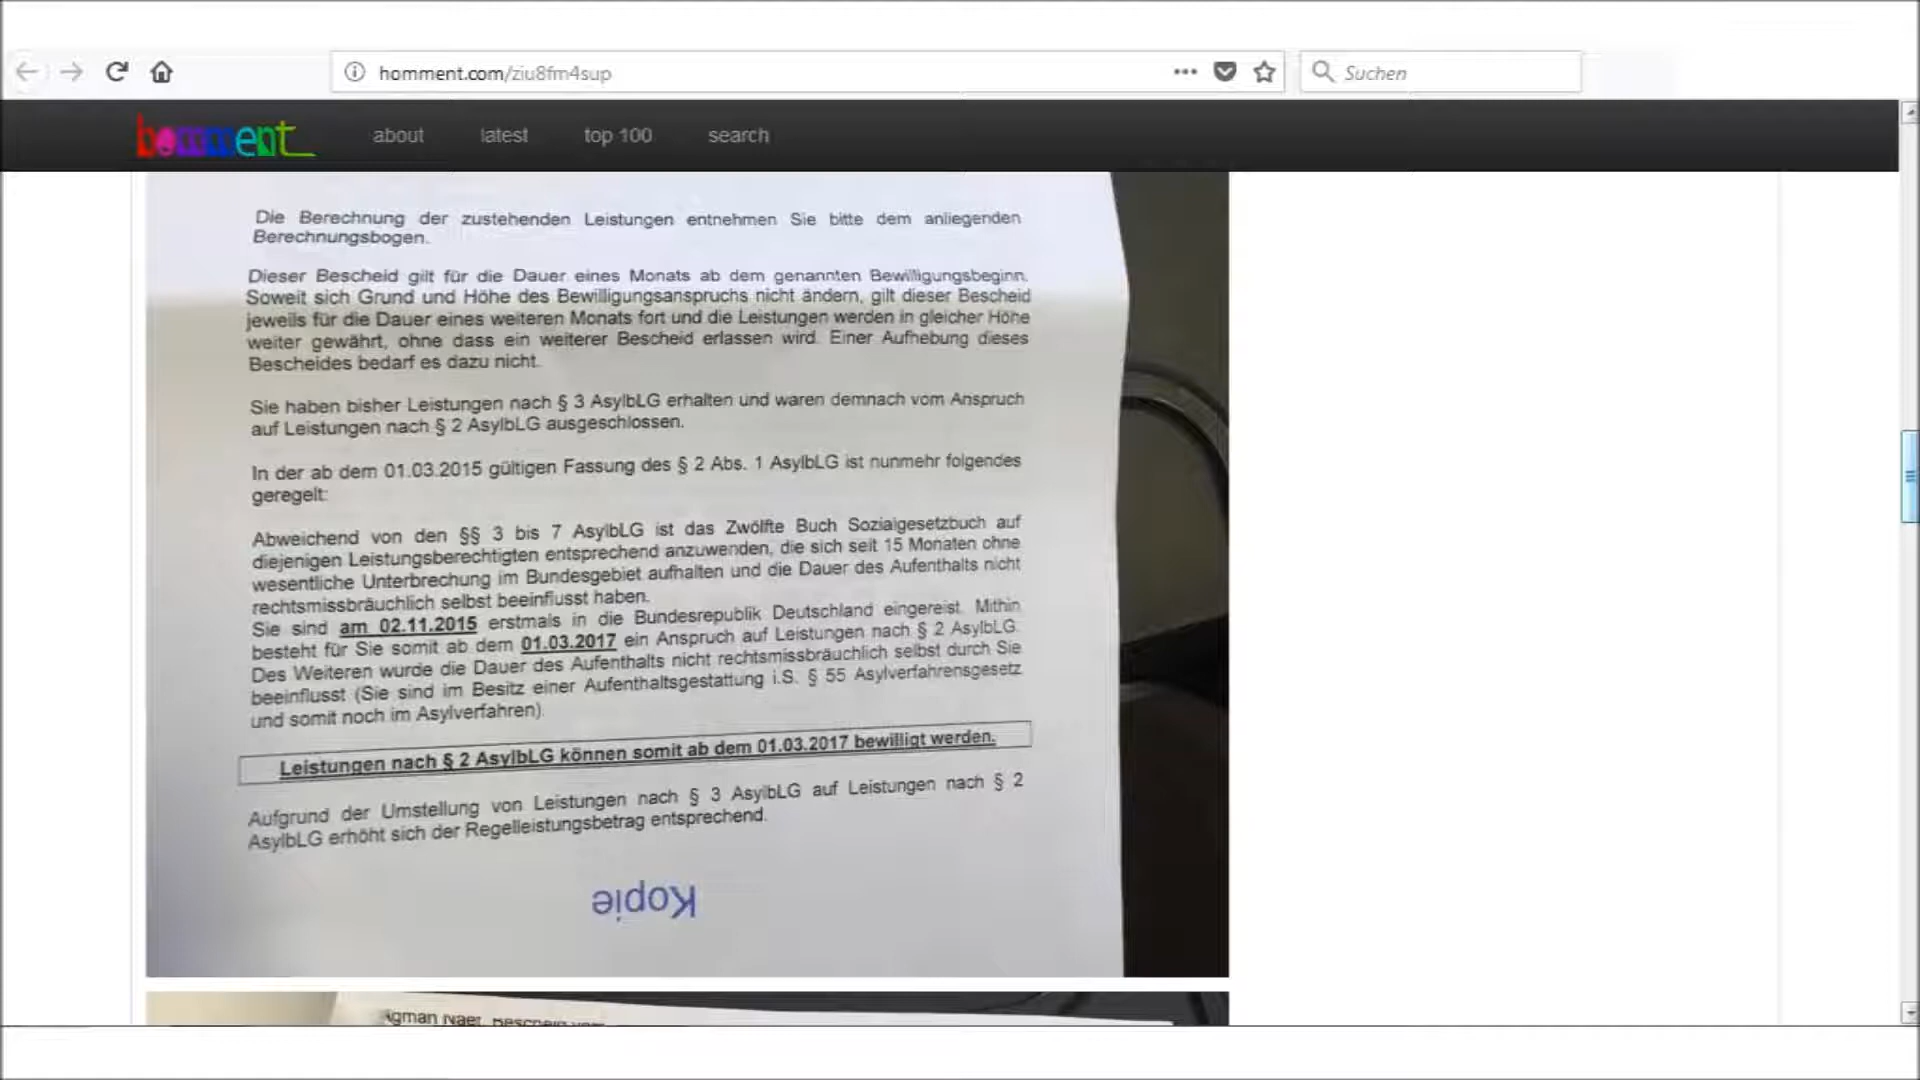 homment.com/ziu8fm4sup
Suchen
homment
about
latest
top 100
search
Die Berechnung der zustehenden Leistungen entnehmen Sie bitte dem anliegenden
Berechnungsbogen.
Dieser Bescheid gilt für die Dauer eines Monats ab dem genannten Bewilligungsbeginn.
Soweit sich Grund und Höhe des Bewilligungsanspruchs nicht ändern, gilt dieser Bescheid
jeweils für die Dauer eines weiteren Monats fort und die Leistungen werden in gleicher Höhe
weiter gewährt, ohne dass ein weiterer Bescheid erlassen wird. Einer Aufhebung dieses
Bescheides bedarf es dazu nicht.
Sie haben bisher Leistungen nach § 3 AsylbLG erhalten und waren demnach vom Anspruch
auf Leistungen nach § 2 AsylbLG ausgeschlossen.
In der ab dem 01.03.2015 gültigen Fassung des § 2 Abs. 1 AsylbLG ist nunmehr folgendes
geregelt:
Abweichend von den §§ 3 bis 7 AsylbLG ist das Zwölfte Buch Sozialgesetzbuch auf
diejenigen Leistungsberechtigten entsprechend anzuwenden, die sich seit 15 Monaten ohne
wesentliche Unterbrechung im Bundesgebiet aufhalten und die Dauer des Aufenthalts nicht
rechtsmissbräuchlich selbst beeinflusst haben.
Sie sind am 02.11.2015 erstmals in die Bundesrepublik Deutschland eingereist. Mithin
besteht für Sie somit ab dem 01.03.2017 ein Anspruch auf Leistungen nach § 2 AsylbLG.
Des Weiteren wurde die Dauer des Aufenthalts nicht rechtsmissbräuchlich selbst durch Sie
beeinflusst (Sie sind im Besitz einer Aufenthaltsgestattung i.S. § 55 Asylverfahrensgesetz
und somit noch im Asylverfahren).
Leistungen nach § 2 AsylbLG können somit ab dem 01.03.2017 bewilligt werden.
Aufgrund der Umstellung von Leistungen nach § 3 AsylbLG auf Leistungen nach § 2
AsylbLG erhöht sich der Regelleistungsbetrag entsprechend.
Kopie